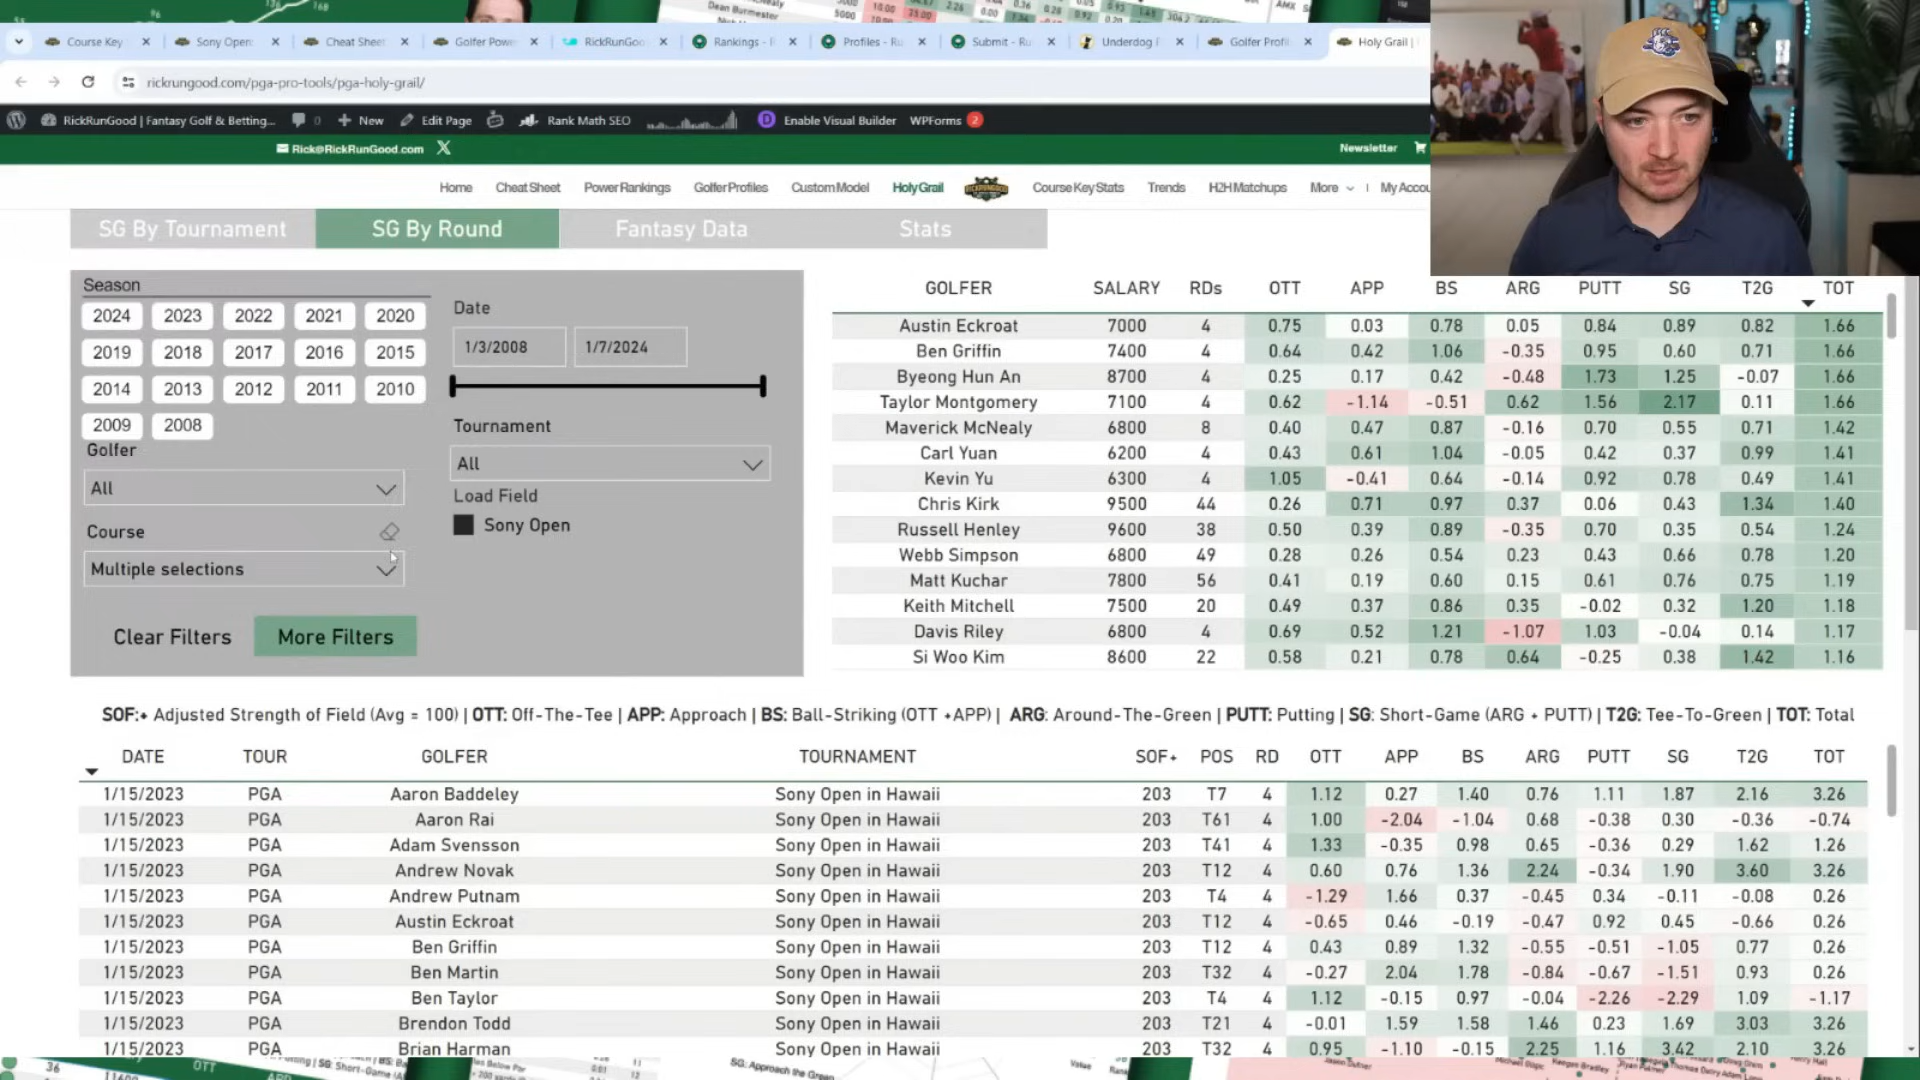 Course Key
Sony Open
Cheat Sheet
Golfer Pow
RickRunGoo
Rankings -
Profiles - Ru
Submit - Ru
Underdog
Golfer Profil
Holy Grail |
rickrungood.com/pga-pro-tools/pga-holy-grail/
RickRunGood | Fantasy Golf & Betting... 0 New Edit Page Rank Math SEO Enable Visual Builder WPForms 2
Rick@RickRunGood.com Newsletter
Home Cheat Sheet Power Rankings Golfer Profiles Custom Model Holy Grail RICKRUNGOOD Course Key Stats Trends H2H Matchups More My Accou
SG By Tournament SG By Round Fantasy Data Stats
Season
2024 2023 2022 2021 2020
2019 2018 2017 2016 2015
2014 2013 2012 2011 2010
2009 2008
Golfer
All
Course
Multiple selections
Clear Filters More Filters
Date
1/3/2008 1/7/2024
Tournament
All
Load Field
Sony Open
GOLFER SALARY RDs OTT APP BS ARG PUTT SG T2G TOT
Austin Eckroat 7000 4 0.75 0.03 0.78 0.05 0.84 0.89 0.82 1.66
Ben Griffin 7400 4 0.64 0.42 1.06 -0.35 0.95 0.60 0.71 1.66
Byeong Hun An 8700 4 0.25 0.17 0.42 -0.48 1.73 1.25 -0.07 1.66
Taylor Montgomery 7100 4 0.62 -1.14 -0.51 0.62 1.56 2.17 0.11 1.66
Maverick McNealy 6800 8 0.40 0.47 0.87 -0.16 0.70 0.55 0.71 1.42
Carl Yuan 6200 4 0.43 0.61 1.04 -0.05 0.42 0.37 0.99 1.41
Kevin Yu 6300 4 1.05 -0.41 0.64 -0.14 0.92 0.78 0.49 1.41
Chris Kirk 9500 44 0.26 0.71 0.97 0.37 0.06 0.43 1.34 1.40
Russell Henley 9600 38 0.50 0.39 0.89 -0.35 0.70 0.35 0.54 1.24
Webb Simpson 6800 49 0.28 0.26 0.54 0.23 0.43 0.66 0.78 1.20
Matt Kuchar 7800 56 0.41 0.19 0.60 0.15 0.61 0.76 0.75 1.19
Keith Mitchell 7500 20 0.49 0.37 0.86 0.35 -0.02 0.32 1.20 1.18
Davis Riley 6800 4 0.69 0.52 1.21 -1.07 1.03 -0.04 0.14 1.17
Si Woo Kim 8600 22 0.58 0.21 0.78 0.64 -0.25 0.38 1.42 1.16
SOF:+ Adjusted Strength of Field (Avg = 100) | OTT: Off-The-Tee | APP: Approach | BS: Ball-Striking (OTT +APP) | ARG: Around-The-Green | PUTT: Putting | SG: Short-Game (ARG + PUTT) | T2G: Tee-To-Green | TOT: Total
DATE TOUR GOLFER TOURNAMENT SOF+ POS RD OTT APP BS ARG PUTT SG T2G TOT
1/15/2023 PGA Aaron Baddeley Sony Open in Hawaii 203 T7 4 1.12 0.27 1.40 0.76 1.11 1.87 2.16 3.26
1/15/2023 PGA Aaron Rai Sony Open in Hawaii 203 T61 4 1.00 -2.04 -1.04 0.68 -0.38 0.30 -0.36 -0.74
1/15/2023 PGA Adam Svensson Sony Open in Hawaii 203 T41 4 1.33 -0.35 0.98 0.65 -0.36 0.29 1.62 1.26
1/15/2023 PGA Andrew Novak Sony Open in Hawaii 203 T12 4 0.60 0.76 1.36 2.24 -0.34 1.90 3.60 3.26
1/15/2023 PGA Andrew Putnam Sony Open in Hawaii 203 T4 4 -1.29 1.66 0.37 -0.45 0.34 -0.11 -0.08 0.26
1/15/2023 PGA Austin Eckroat Sony Open in Hawaii 203 T12 4 -0.65 0.46 -0.19 -0.47 0.92 0.45 -0.66 0.26
1/15/2023 PGA Ben Griffin Sony Open in Hawaii 203 T12 4 0.43 0.89 1.32 -0.55 -0.51 -1.05 0.77 0.26
1/15/2023 PGA Ben Martin Sony Open in Hawaii 203 T32 4 -0.27 2.04 1.78 -0.84 -0.67 -1.51 0.93 0.26
1/15/2023 PGA Ben Taylor Sony Open in Hawaii 203 T4 4 1.12 -0.15 0.97 -0.04 -2.26 -2.29 1.09 -1.17
1/15/2023 PGA Brendon Todd Sony Open in Hawaii 203 T21 4 -0.01 1.59 1.58 1.46 0.23 1.69 3.03 3.26
1/15/2023 PGA Brian Harman Sony Open in Hawaii 203 T32 4 0.95 -1.10 -0.15 2.25 1.16 3.42 2.10 3.26